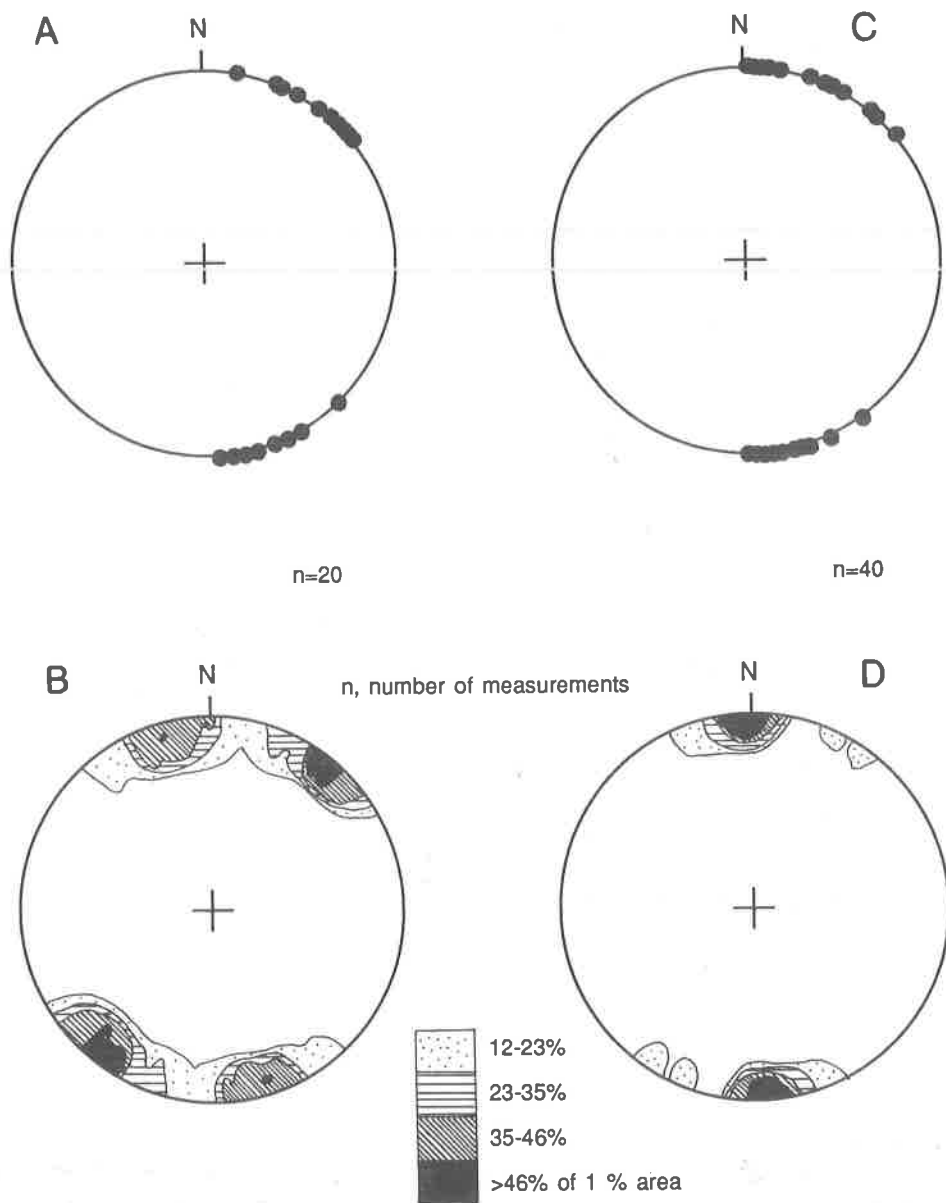 A
N
C
N
n=20
n=40
B
N
n, number of measurements
N
D
12-23%
23-35%
35-46%
>46% of 1 % area